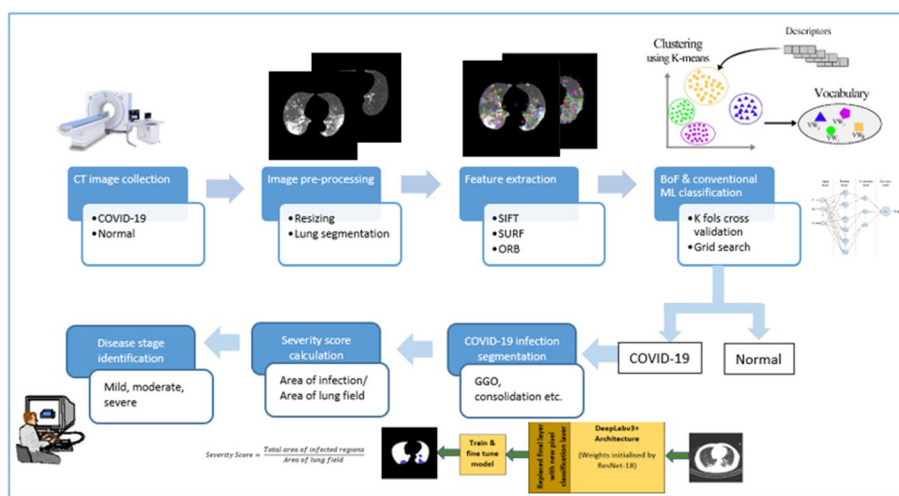 Descriptors
Clustering
using K-means
Vocabulary
CT image collection
•COVID-19
•Normal
Image pre-processing
•Resizing
•Lung segmentation
Feature extraction
•SIFT
•SURF
•ORB
BoF & conventional
ML classification
•K fols cross
validation
•Grid search
COVID-19
Normal
COVID-19 infection
segmentation
GGO,
consolidation etc.
Severity score
calculation
Area of infection/
Area of lung field
Disease stage
identification
Mild, moderate,
severe
Severity Score = Total area of infected regions
Area of lung field
Train &
fine tune
model
Replaced final layer
with new pixel
classification layer
DeepLabv3+
Architecture
(Weights initialised by
ResNet-18)